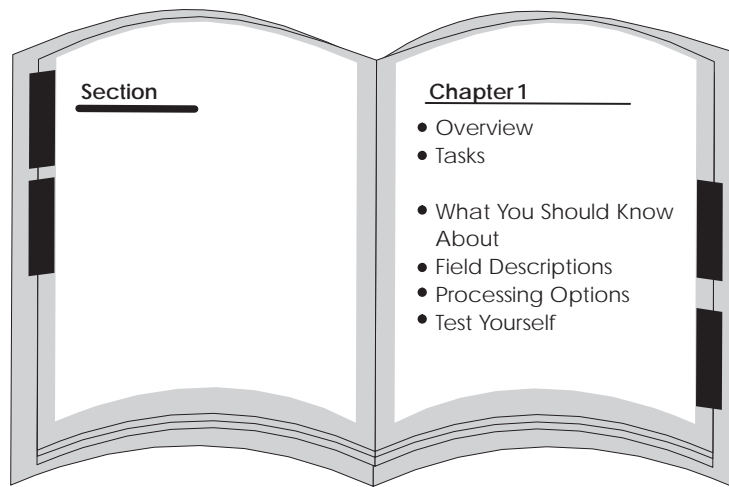 Section
Chapter 1
• Overview
• Tasks
• What You Should Know
About
• Field Descriptions
• Processing Options
• Test Yourself